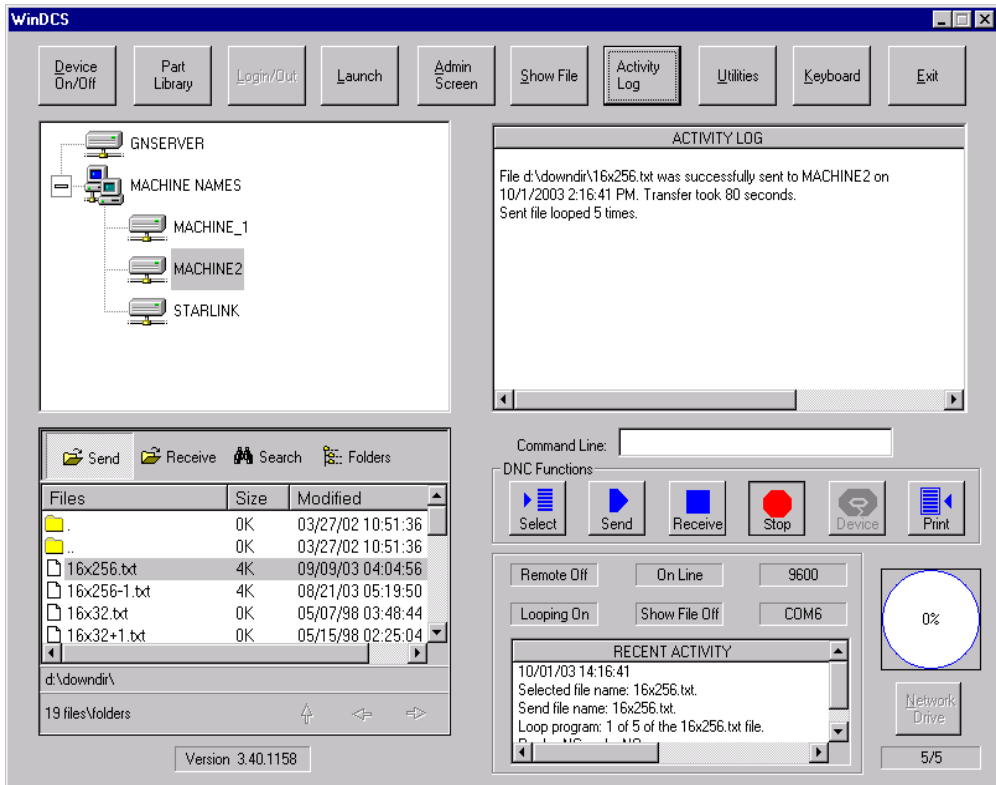 WinDCS
Device On/Off
Part Library
Login/Out
Launch
Admin Screen
Show File
Activity Log
Utilities
Keyboard
Exit
GNSERVER
MACHINE NAMES
MACHINE_1
MACHINE2
STARLINK
ACTIVITY LOG
File d:\downdir\16x256.txt was successfully sent to MACHINE2 on
10/1/2003 2:16:41 PM. Transfer took 80 seconds.
Sent file looped 5 times.
Send Receive Search Folders
Files Size Modified
. 0K 03/27/02 10:51:36
.. 0K 03/27/02 10:51:36
16x256.txt 4K 09/09/03 04:04:56
16x256-1.txt 4K 08/21/03 05:19:50
16x32.txt 0K 05/07/98 03:48:44
16x32+1.txt 0K 05/15/98 02:25:04
d:\downdir\
19 files\folders
Version 3.40.1158
Command Line:
DNC Functions
Select Send Receive Stop Device Print
Remote Off On Line 9600
Looping On Show File Off COM6
RECENT ACTIVITY
10/01/03 14:16:41
Selected file name: 16x256.txt.
Send file name: 16x256.txt.
Loop program: 1 of 5 of the 16x256.txt file.
0%
Network Drive
5/5